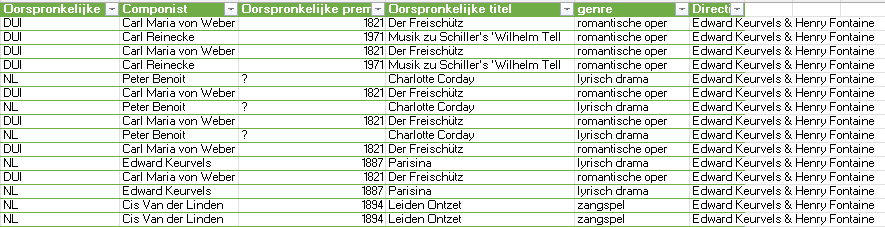 Oorspronkelijke Componist Oorspronkelijke prem Oorspronkelijke titel genre Directi
DUI Carl Maria von Weber 1821 Der Freischütz romantische oper Edward Keurvels & Henry Fontaine
DUI Carl Reinecke 1971 Musik zu Schiller's 'Wilhelm Tell romantische oper Edward Keurvels & Henry Fontaine
DUI Carl Maria von Weber 1821 Der Freischütz romantische oper Edward Keurvels & Henry Fontaine
DUI Carl Reinecke 1971 Musik zu Schiller's 'Wilhelm Tell romantische oper Edward Keurvels & Henry Fontaine
NL Peter Benoit ? Charlotte Corday lyrisch drama Edward Keurvels & Henry Fontaine
DUI Carl Maria von Weber 1821 Der Freischütz romantische oper Edward Keurvels & Henry Fontaine
NL Peter Benoit ? Charlotte Corday lyrisch drama Edward Keurvels & Henry Fontaine
DUI Carl Maria von Weber 1821 Der Freischütz romantische oper Edward Keurvels & Henry Fontaine
NL Peter Benoit ? Charlotte Corday lyrisch drama Edward Keurvels & Henry Fontaine
DUI Carl Maria von Weber 1821 Der Freischütz romantische oper Edward Keurvels & Henry Fontaine
NL Edward Keurvels 1887 Parisina lyrisch drama Edward Keurvels & Henry Fontaine
DUI Carl Maria von Weber 1821 Der Freischütz romantische oper Edward Keurvels & Henry Fontaine
NL Edward Keurvels 1887 Parisina lyrisch drama Edward Keurvels & Henry Fontaine
NL Cis Van der Linden 1894 Leiden Ontzet zangspel Edward Keurvels & Henry Fontaine
NL Cis Van der Linden 1894 Leiden Ontzet zangspel Edward Keurvels & Henry Fontaine